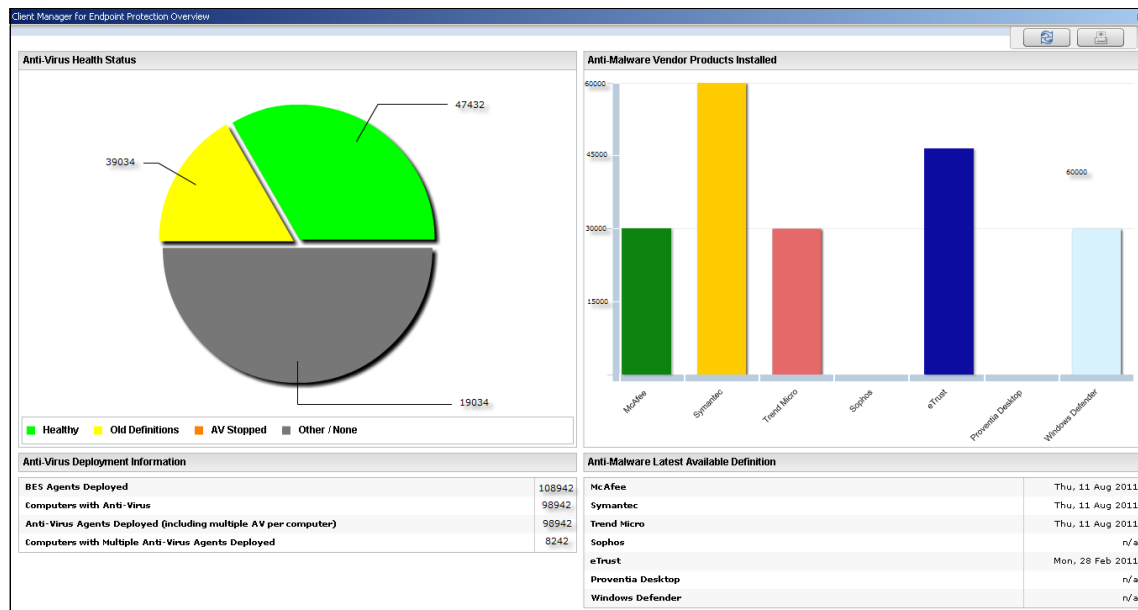 Client Manager for Endpoint Protection Overview
Anti-Virus Health Status
47432
39034
19034
Healthy Old Definitions AV Stopped Other / None
Anti-Malware Vendor Products Installed
60000
45000
60000
30000
15000
McAfee
Symantec
Trend Micro
Sophos
eTrust
Proventia Desktop
Windows Defender
Anti-Virus Deployment Information
BES Agents Deployed 108942
Computers with Anti-Virus 98942
Anti-Virus Agents Deployed (including multiple AV per computer) 98942
Computers with Multiple Anti-Virus Agents Deployed 8242
Anti-Malware Latest Available Definition
McAfee Thu, 11 Aug 2011
Symantec Thu, 11 Aug 2011
Trend Micro Thu, 11 Aug 2011
Sophos n/a
eTrust Mon, 28 Feb 2011
Proventia Desktop n/a
Windows Defender n/a